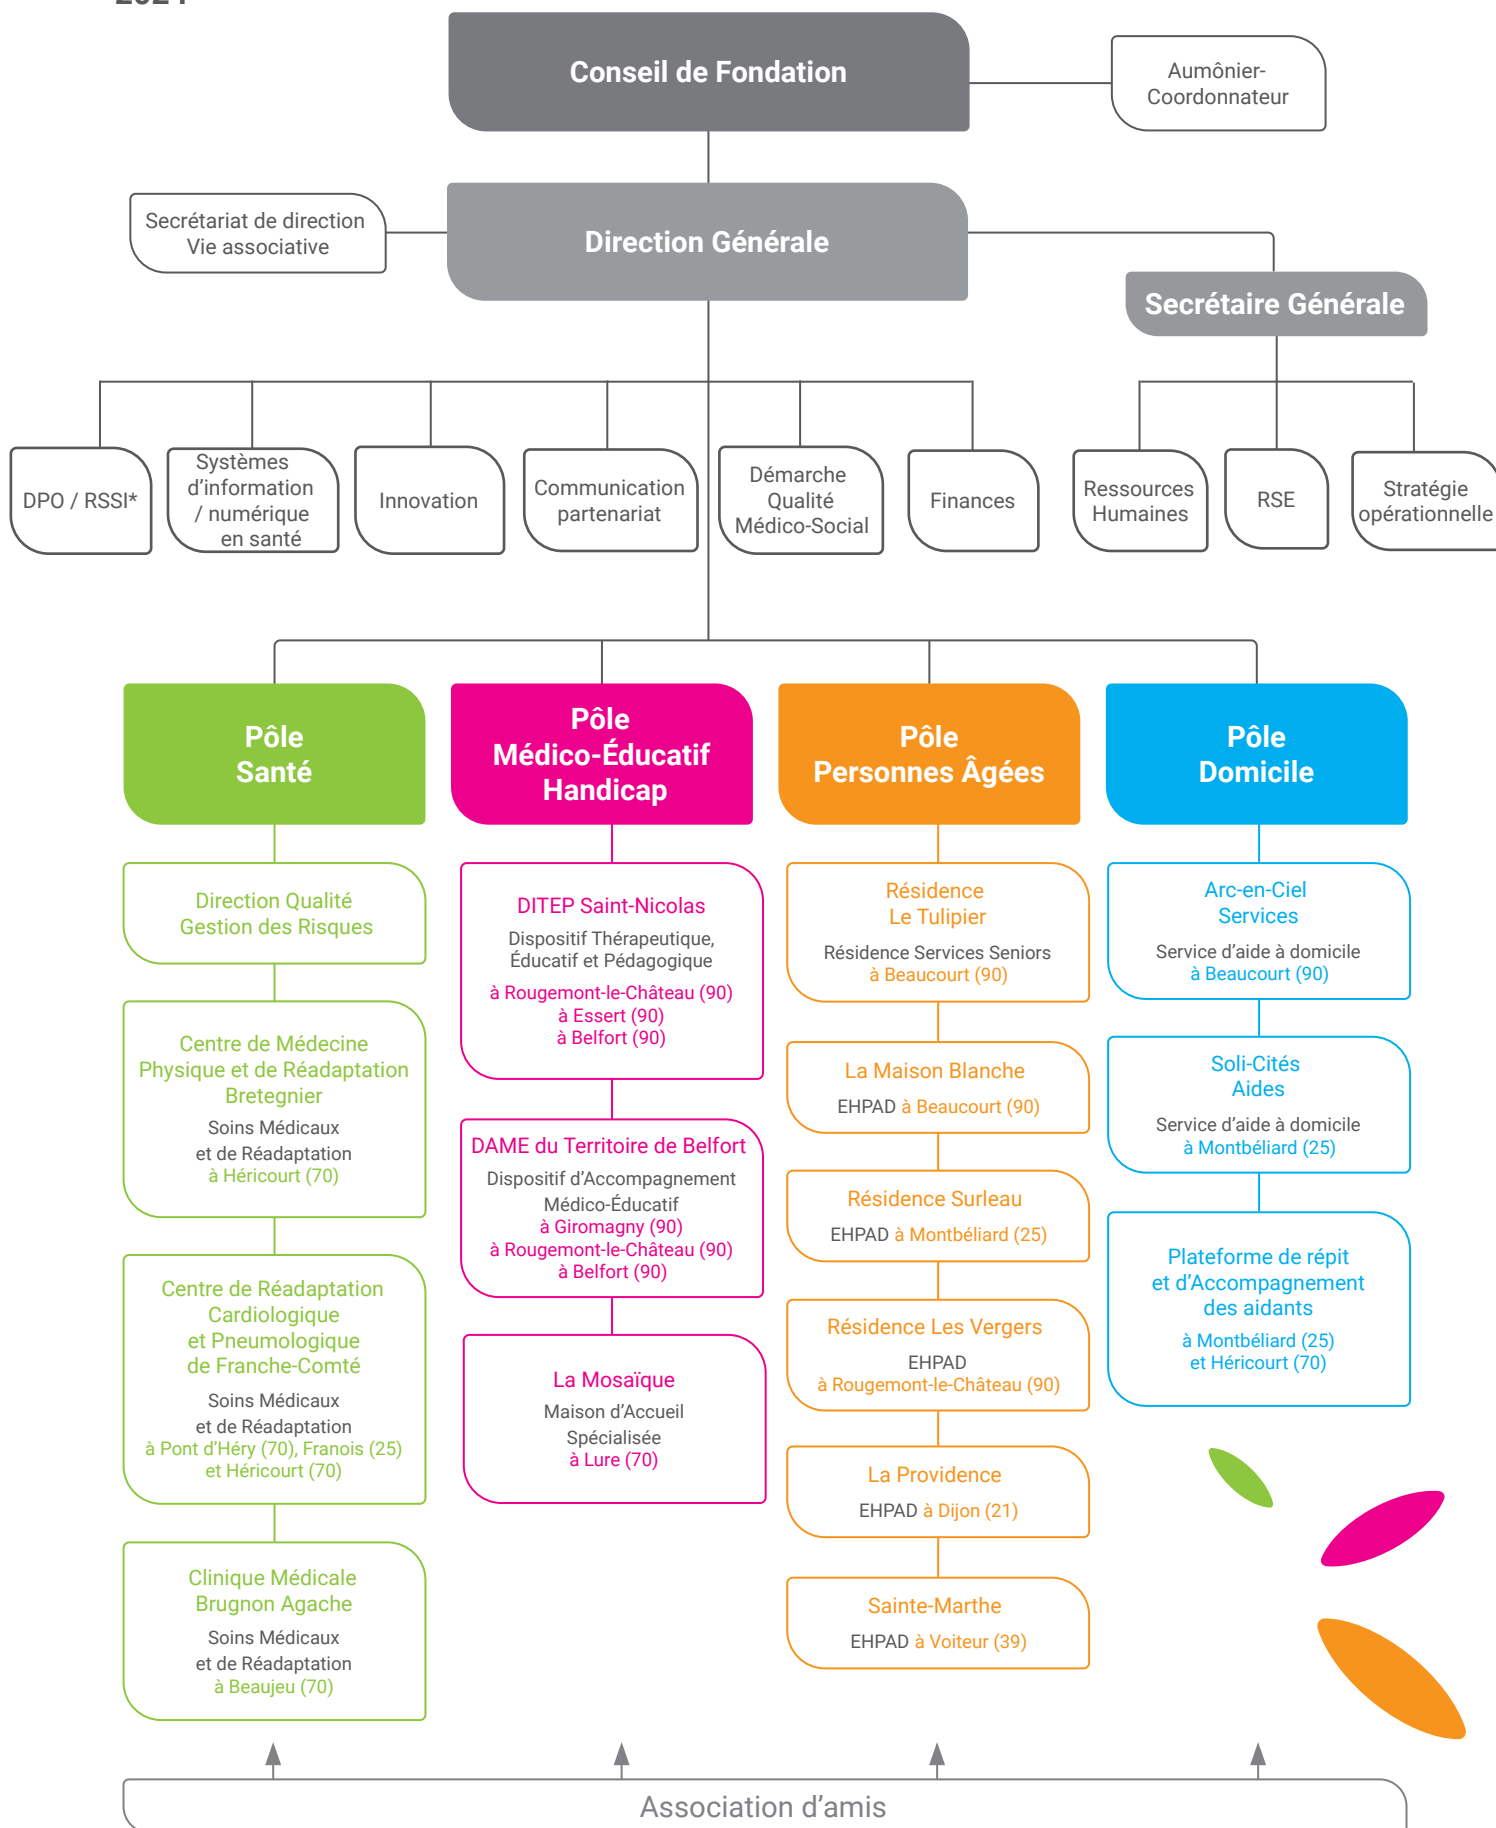 Conseil de Fondation
Aumônier-
Coordonnateur
Secrétariat de direction
Vie associative
Direction Générale
Secrétaire Générale
DPO / RSSI*
Systèmes
d'information
/ numérique
en santé
Innovation
Communication
partenariat
Démarche
Qualité
Médico-Social
Finances
Ressources
Humaines
RSE
Stratégie
opérationnelle
Pôle
Santé
Direction Qualité
Gestion des Risques
Centre de Médecine
Physique et de Réadaptation
Bretegnier
Soins Médicaux
et de Réadaptation
à Héricourt (70)
Centre de Réadaptation
Cardiologique
et Pneumologique
de Franche-Comté
Soins Médicaux
et de Réadaptation
à Pont d'Héry (70), Franois (25)
et Héricourt (70)
Clinique Médicale
Brugnon Agache
Soins Médicaux
et de Réadaptation
à Beaujeu (70)
Pôle
Médico-Éducatif
Handicap
DITEP Saint-Nicolas
Dispositif Thérapeutique,
Éducatif et Pédagogique
à Rougemont-le-Château (90)
à Essert (90)
à Belfort (90)
DAME du Territoire de Belfort
Dispositif d'Accompagnement
Médico-Éducatif
à Giromagny (90)
à Rougemont-le-Château (90)
à Belfort (90)
La Mosaïque
Maison d'Accueil
Spécialisée
à Lure (70)
Pôle
Personnes Âgées
Résidence
Le Tulipier
Résidence Services Seniors
à Beaucourt (90)
La Maison Blanche
EHPAD à Beaucourt (90)
Résidence Surleau
EHPAD à Montbéliard (25)
Résidence Les Vergers
EHPAD
à Rougemont-le-Château (90)
La Providence
EHPAD à Dijon (21)
Sainte-Marthe
EHPAD à Voiteur (39)
Pôle
Domicile
Arc-en-Ciel
Services
Service d'aide à domicile
à Beaucourt (90)
Soli-Cités
Aides
Service d'aide à domicile
à Montbéliard (25)
Plateforme de répit
et d'Accompagnement
des aidants
à Montbéliard (25)
et Héricourt (70)
Association d'amis